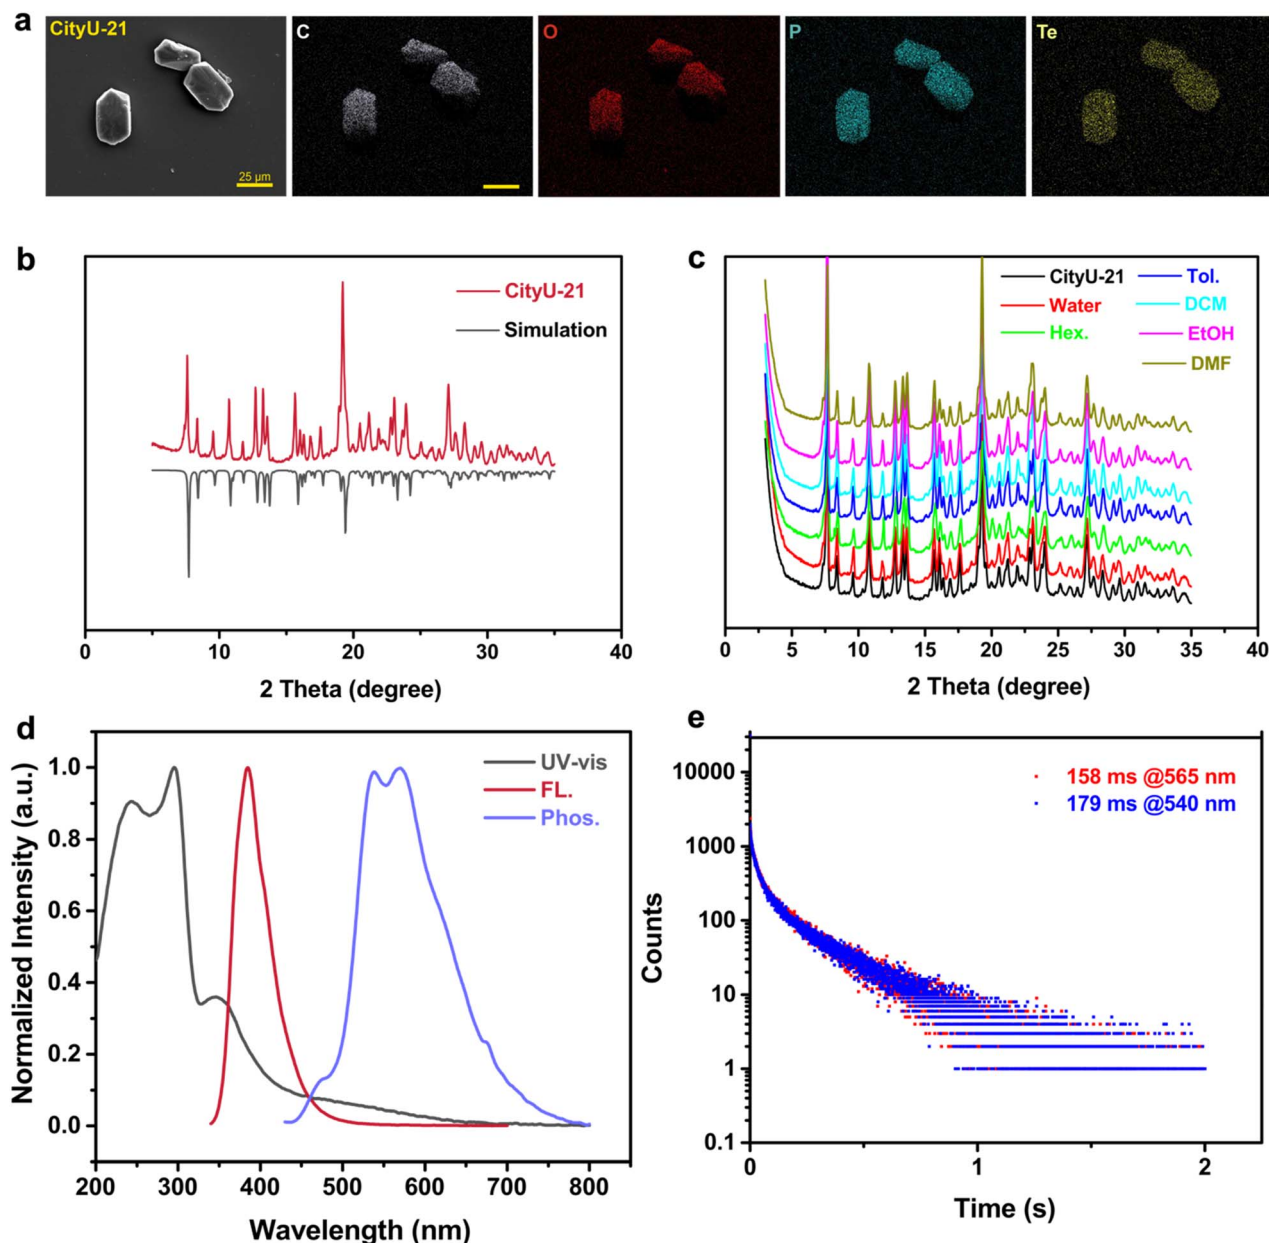 a
CityU-21
25 µm
C
O
P
Te
b
CityU-21
Simulation
0 10 20 30 40
2 Theta (degree)
c
CityU-21
Water
Hex.
Tol.
DCM
EtOH
DMF
0 5 10 15 20 25 30 35 40
2 Theta (degree)
d
UV-vis
FL.
Phos.
1.0
0.8
0.6
0.4
0.2
0.0
Normalized Intensity (a.u.)
200 300 400 500 600 700 800
Wavelength (nm)
e
158 ms @565 nm
179 ms @540 nm
10000
1000
100
10
1
0.1
Counts
0 1 2
Time (s)